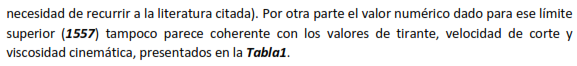 necesidad de recurrir a la literatura citada). Por otra parte el valor numérico dado para ese límite
superior (1557) tampoco parece coherente con los valores de tirante, velocidad de corte y
viscosidad cinemática, presentados en la Tabla1.